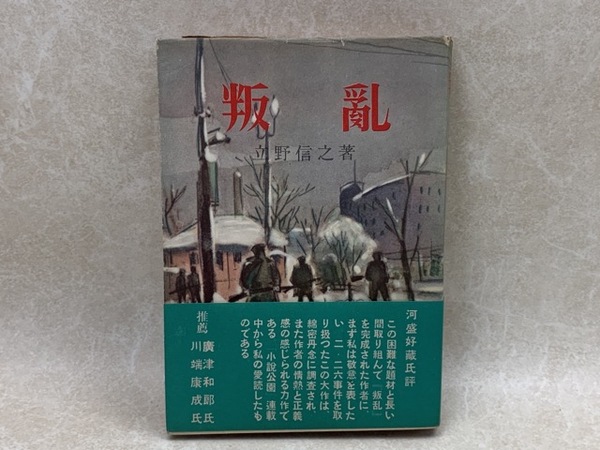 叛亂
立野信之著
河盛好蔵氏評
この困難な題材と長い
間取り組んで「叛乱」
を完成された作者に、
まず私は敬意を表した
い 二・二六事件を取
り扱つたこの大作は
綿密丹念に調査され、
また作者の情熱と正義
感の感じられる力作で
ある 小説公園 連載
中から私の愛読したも
のである
推薦
廣津和郎氏
川端康成氏